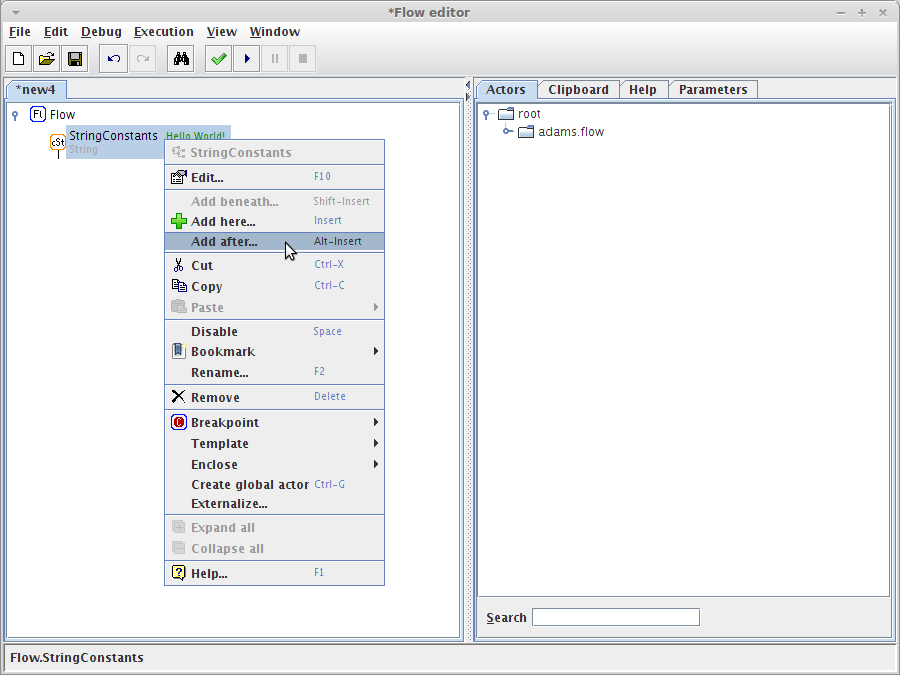 *Flow editor
File Edit Debug Execution View Window
*new4
Flow
cSt StringConstants Hello World!
String
StringConstants
Edit... F10
Add beneath... Shift-Insert
Add here... Insert
Add after... Alt-Insert
Cut Ctrl-X
Copy Ctrl-C
Paste
Disable Space
Bookmark
Rename... F2
Remove Delete
Breakpoint
Template
Enclose
Create global actor Ctrl-G
Externalize...
Expand all
Collapse all
Help... F1
Actors Clipboard Help Parameters
root
adams.flow
Search
Flow.StringConstants